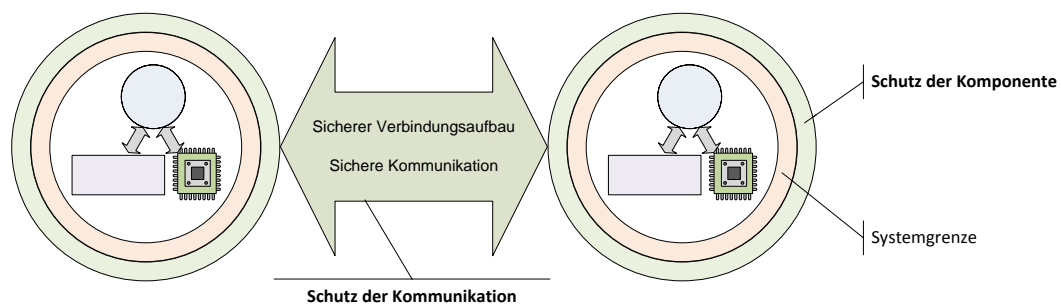 Sicherer Verbindungsaufbau
Sichere Kommunikation
Schutz der Komponente
Systemgrenze
Schutz der Kommunikation